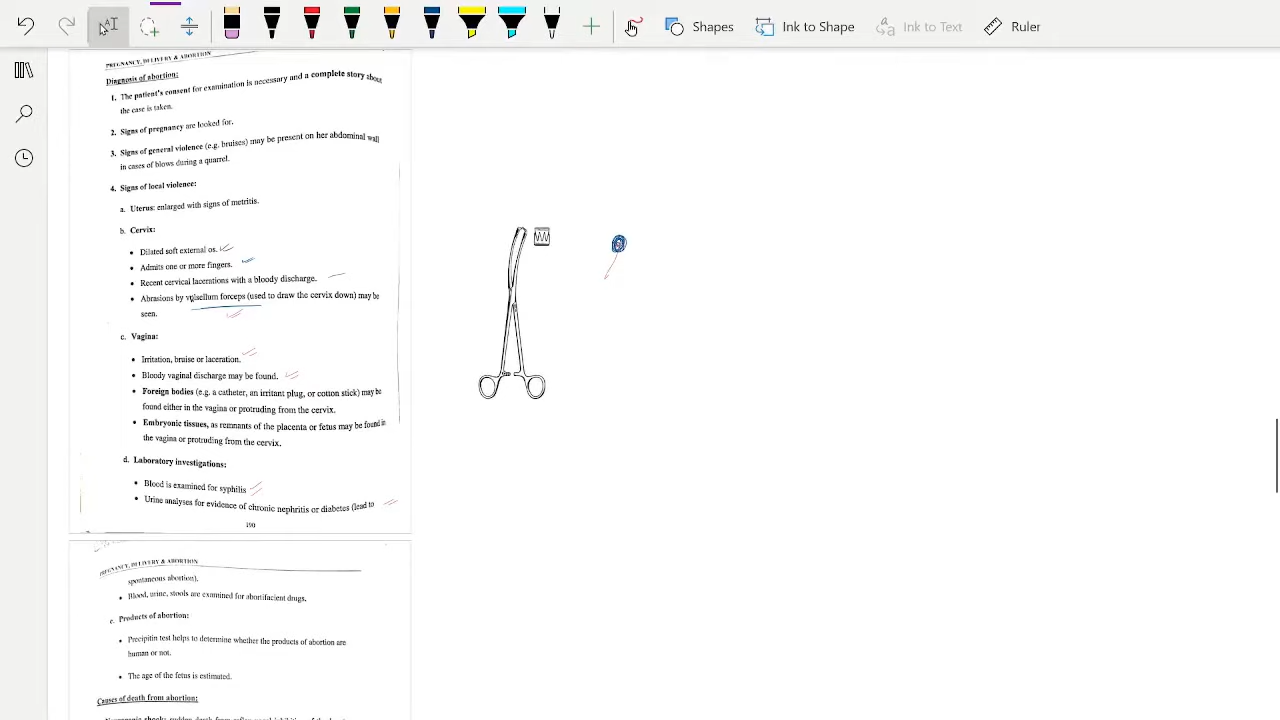 Shapes
Ink to Shape
Ink to Text
Ruler
PREGNANCY, DELIVERY & ABORTION
Diagnosis of abortion:
1. The patient's consent for examination is necessary and a complete story about
the case is taken.
2. Signs of pregnancy are looked for.
3. Signs of general violence (e.g. bruises) may be present on her abdominal wall
in cases of blows during a quarrel.
4. Signs of local violence:
a. Uterus: enlarged with signs of metritis.
b. Cervix:
• Dilated soft external os.
• Admits one or more fingers.
• Recent cervical lacerations with a bloody discharge.
• Abrasions by vulsellum forceps (used to draw the cervix down) may be
seen.
c. Vagina:
• Irritation, bruise or laceration.
• Bloody vaginal discharge may be found.
• Foreign bodies (e.g. a catheter, an irritant plug, or cotton stick) may be
found either in the vagina or protruding from the cervix.
• Embryonic tissues, as remnants of the placenta or fetus may be found in
the vagina or protruding from the cervix.
d. Laboratory investigations:
• Blood is examined for syphilis
• Urine analyses for evidence of chronic nephritis or diabetes (lead to
190
PREGNANCY, DELIVERY & ABORTION
spontaneous abortion).
• Blood, urine, stools are examined for abortifacient drugs.
e. Products of abortion:
• Precipitin test helps to determine whether the products of abortion are
human or not.
• The age of the fetus is estimated.
Causes of death from abortion: